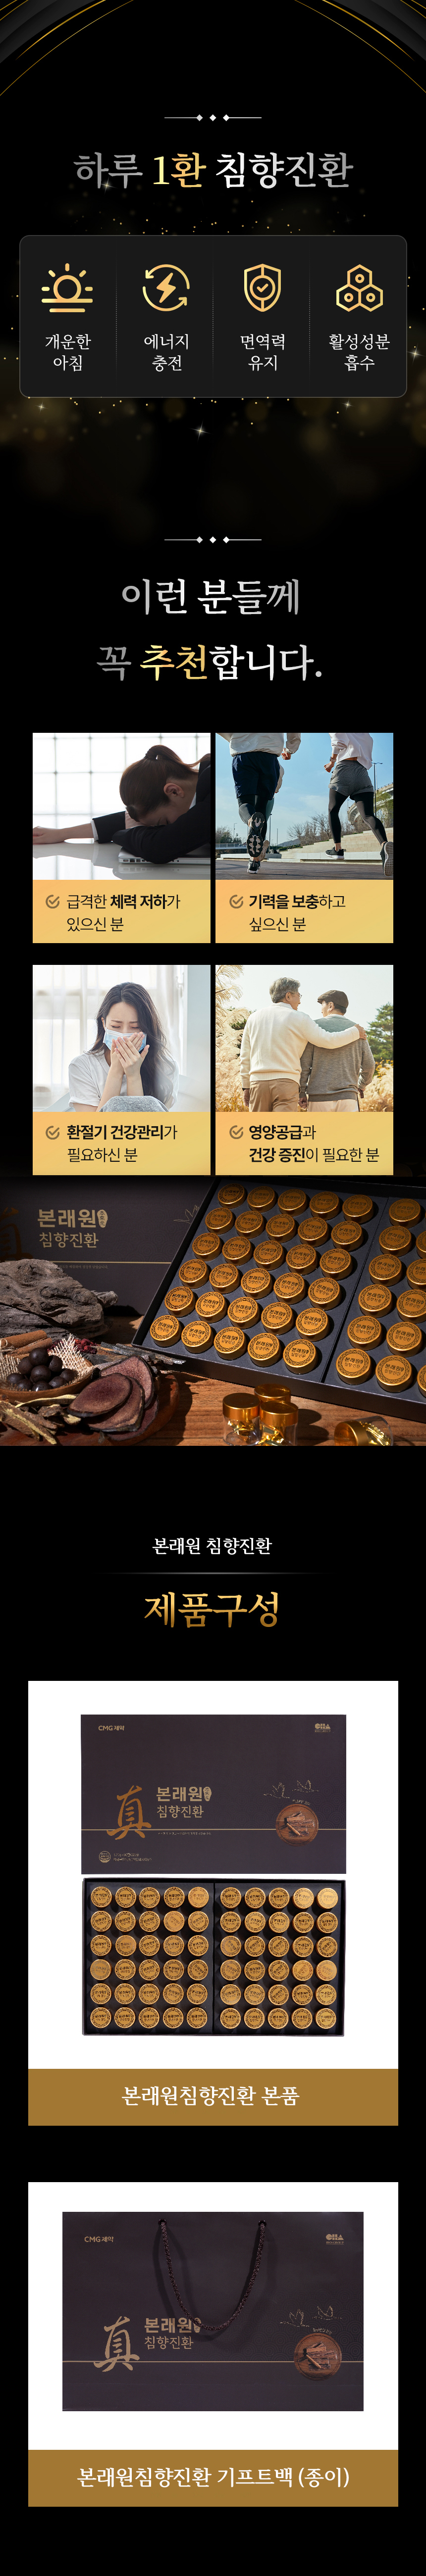 하루 1환 침향진환
개운한
아침
에너지
충전
면역력
유지
활성성분
흡수
이런 분들께
꼭 추천합니다.
급격한 체력 저하가
있으신 분
기력을 보충하고
싶으신 분
환절기 건강관리가
필요하신 분
영양공급과
건강 증진이 필요한 분
본래원
침향진환
본래원 침향진환
제품구성
CMG 제약
真
본래원
침향진환
본래원침향진환 본품
CMG 제약
真
본래원
침향진환
본래원침향진환 기프트백 (종이)